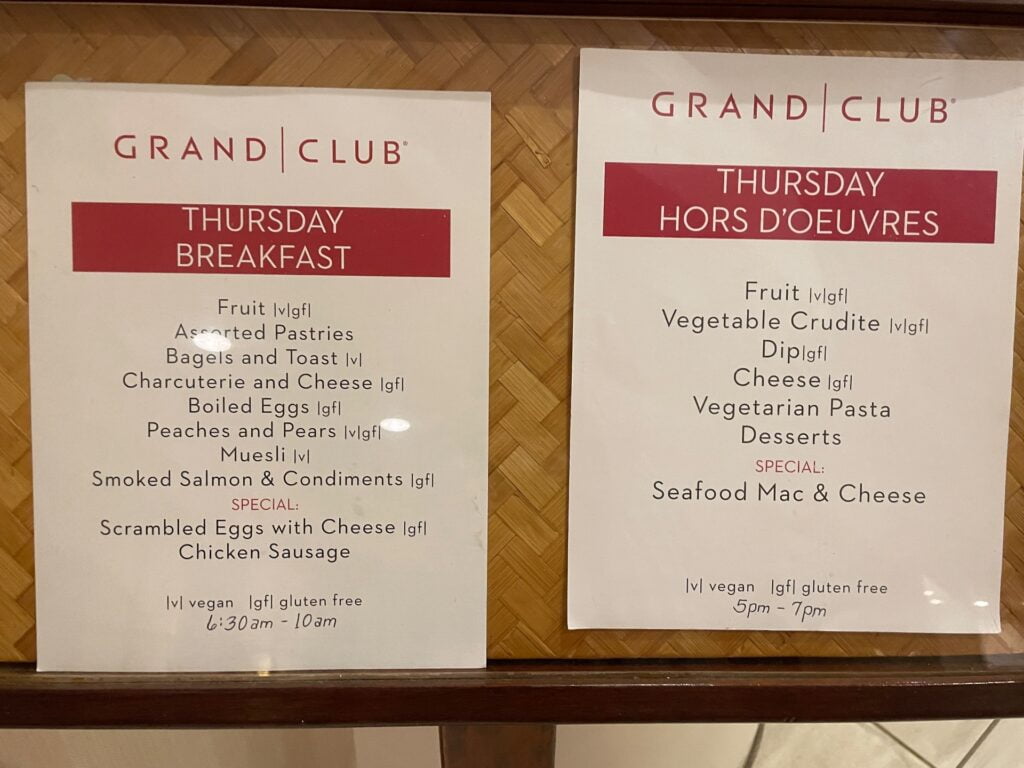 GRAND | CLUB®
THURSDAY
BREAKFAST
Fruit |v|gf|
Assorted Pastries
Bagels and Toast |v|
Charcuterie and Cheese |gf|
Boiled Eggs |gf|
Peaches and Pears |v|gf|
Muesli |v|
Smoked Salmon & Condiments |gf|
SPECIAL:
Scrambled Eggs with Cheese |gf|
Chicken Sausage
|v| vegan |gf| gluten free
6:30am - 10am
GRAND | CLUB®
THURSDAY
HORS D'OEUVRES
Fruit |v|gf|
Vegetable Crudite |v|gf|
Dip|gf|
Cheese |gf|
Vegetarian Pasta
Desserts
SPECIAL:
Seafood Mac & Cheese
|v| vegan |gf| gluten free
5pm - 7pm